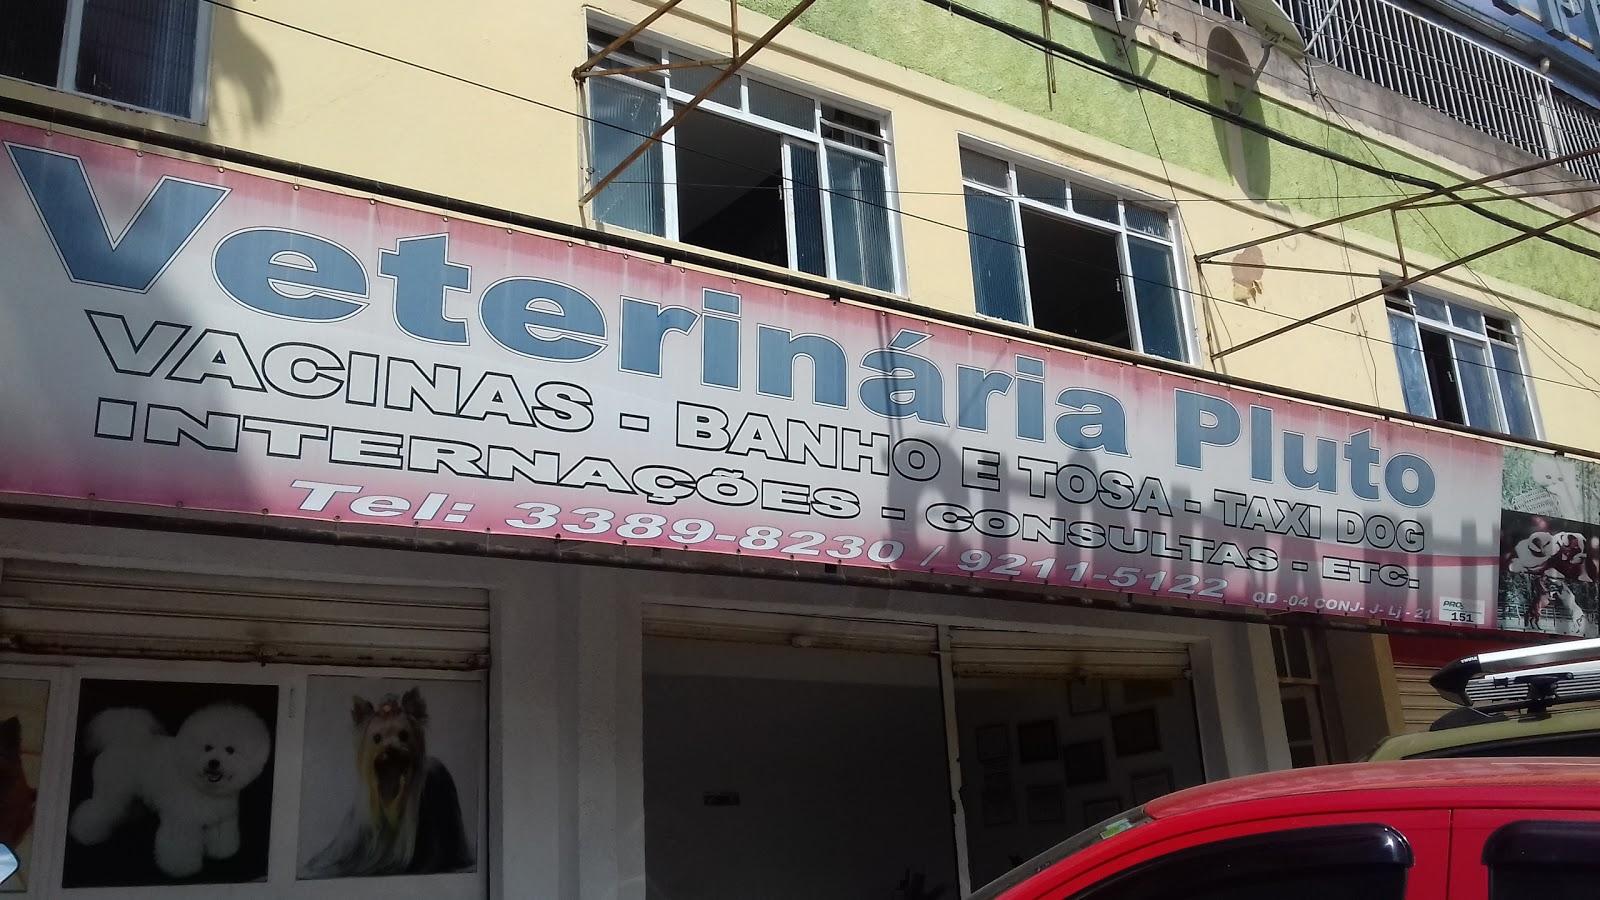 Veterinária Pluto
VACINAS - BANHO E TOSA - TAXI DOG
INTERNAÇÕES - CONSULTAS - ETC.
Tel: 3389-8230 / 9211-5122
QD -04 CONJ- J- Lj - 21
151
THULE